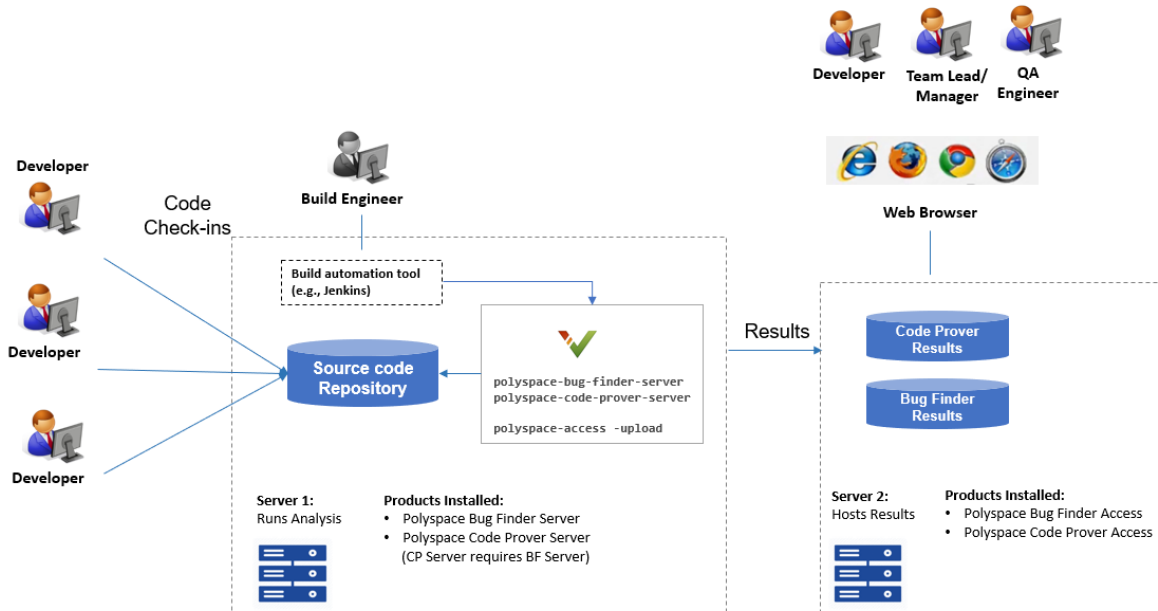 Developer
Code
Check-ins
Developer
Developer
Build Engineer
Build automation tool
(e.g., Jenkins)
Source code
Repository
polyspace-bug-finder-server
polyspace-code-prover-server
polyspace-access -upload
Server 1:
Runs Analysis
Products Installed:
• Polyspace Bug Finder Server
• Polyspace Code Prover Server
(CP Server requires BF Server)
Results
Developer
Team Lead/
Manager
QA
Engineer
Web Browser
Code Prover
Results
Bug Finder
Results
Server 2:
Hosts Results
Products Installed:
• Polyspace Bug Finder Access
• Polyspace Code Prover Access